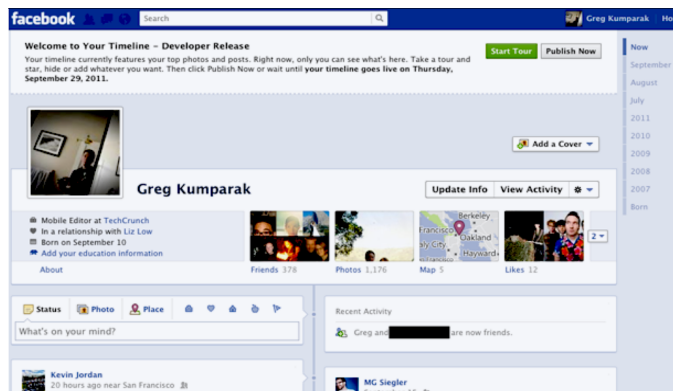 facebook
Search
Greg Kumparak
Ho
Welcome to Your Timeline – Developer Release
Your timeline currently features your top photos and posts. Right now, only you can see what's here. Take a tour and
star, hide or add whatever you want. Then click Publish Now or wait until your timeline goes live on Thursday,
September 29, 2011.
Start Tour
Publish Now
Now
September
August
July
2011
2010
2009
2008
2007
Born
Add a Cover
Greg Kumparak
Update Info
View Activity
Mobile Editor at TechCrunch
In a relationship with Liz Low
Born on September 10
Add your education information
About
Berkeley
Francisco
Oakland
aly City
Hayward
2
Friends 378
Photos 1,176
Map 5
Likes 12
Status
Photo
Place
What's on your mind?
Recent Activity
Greg and
are now friends.
Kevin Jordan
20 hours ago near San Francisco
MG Siegler